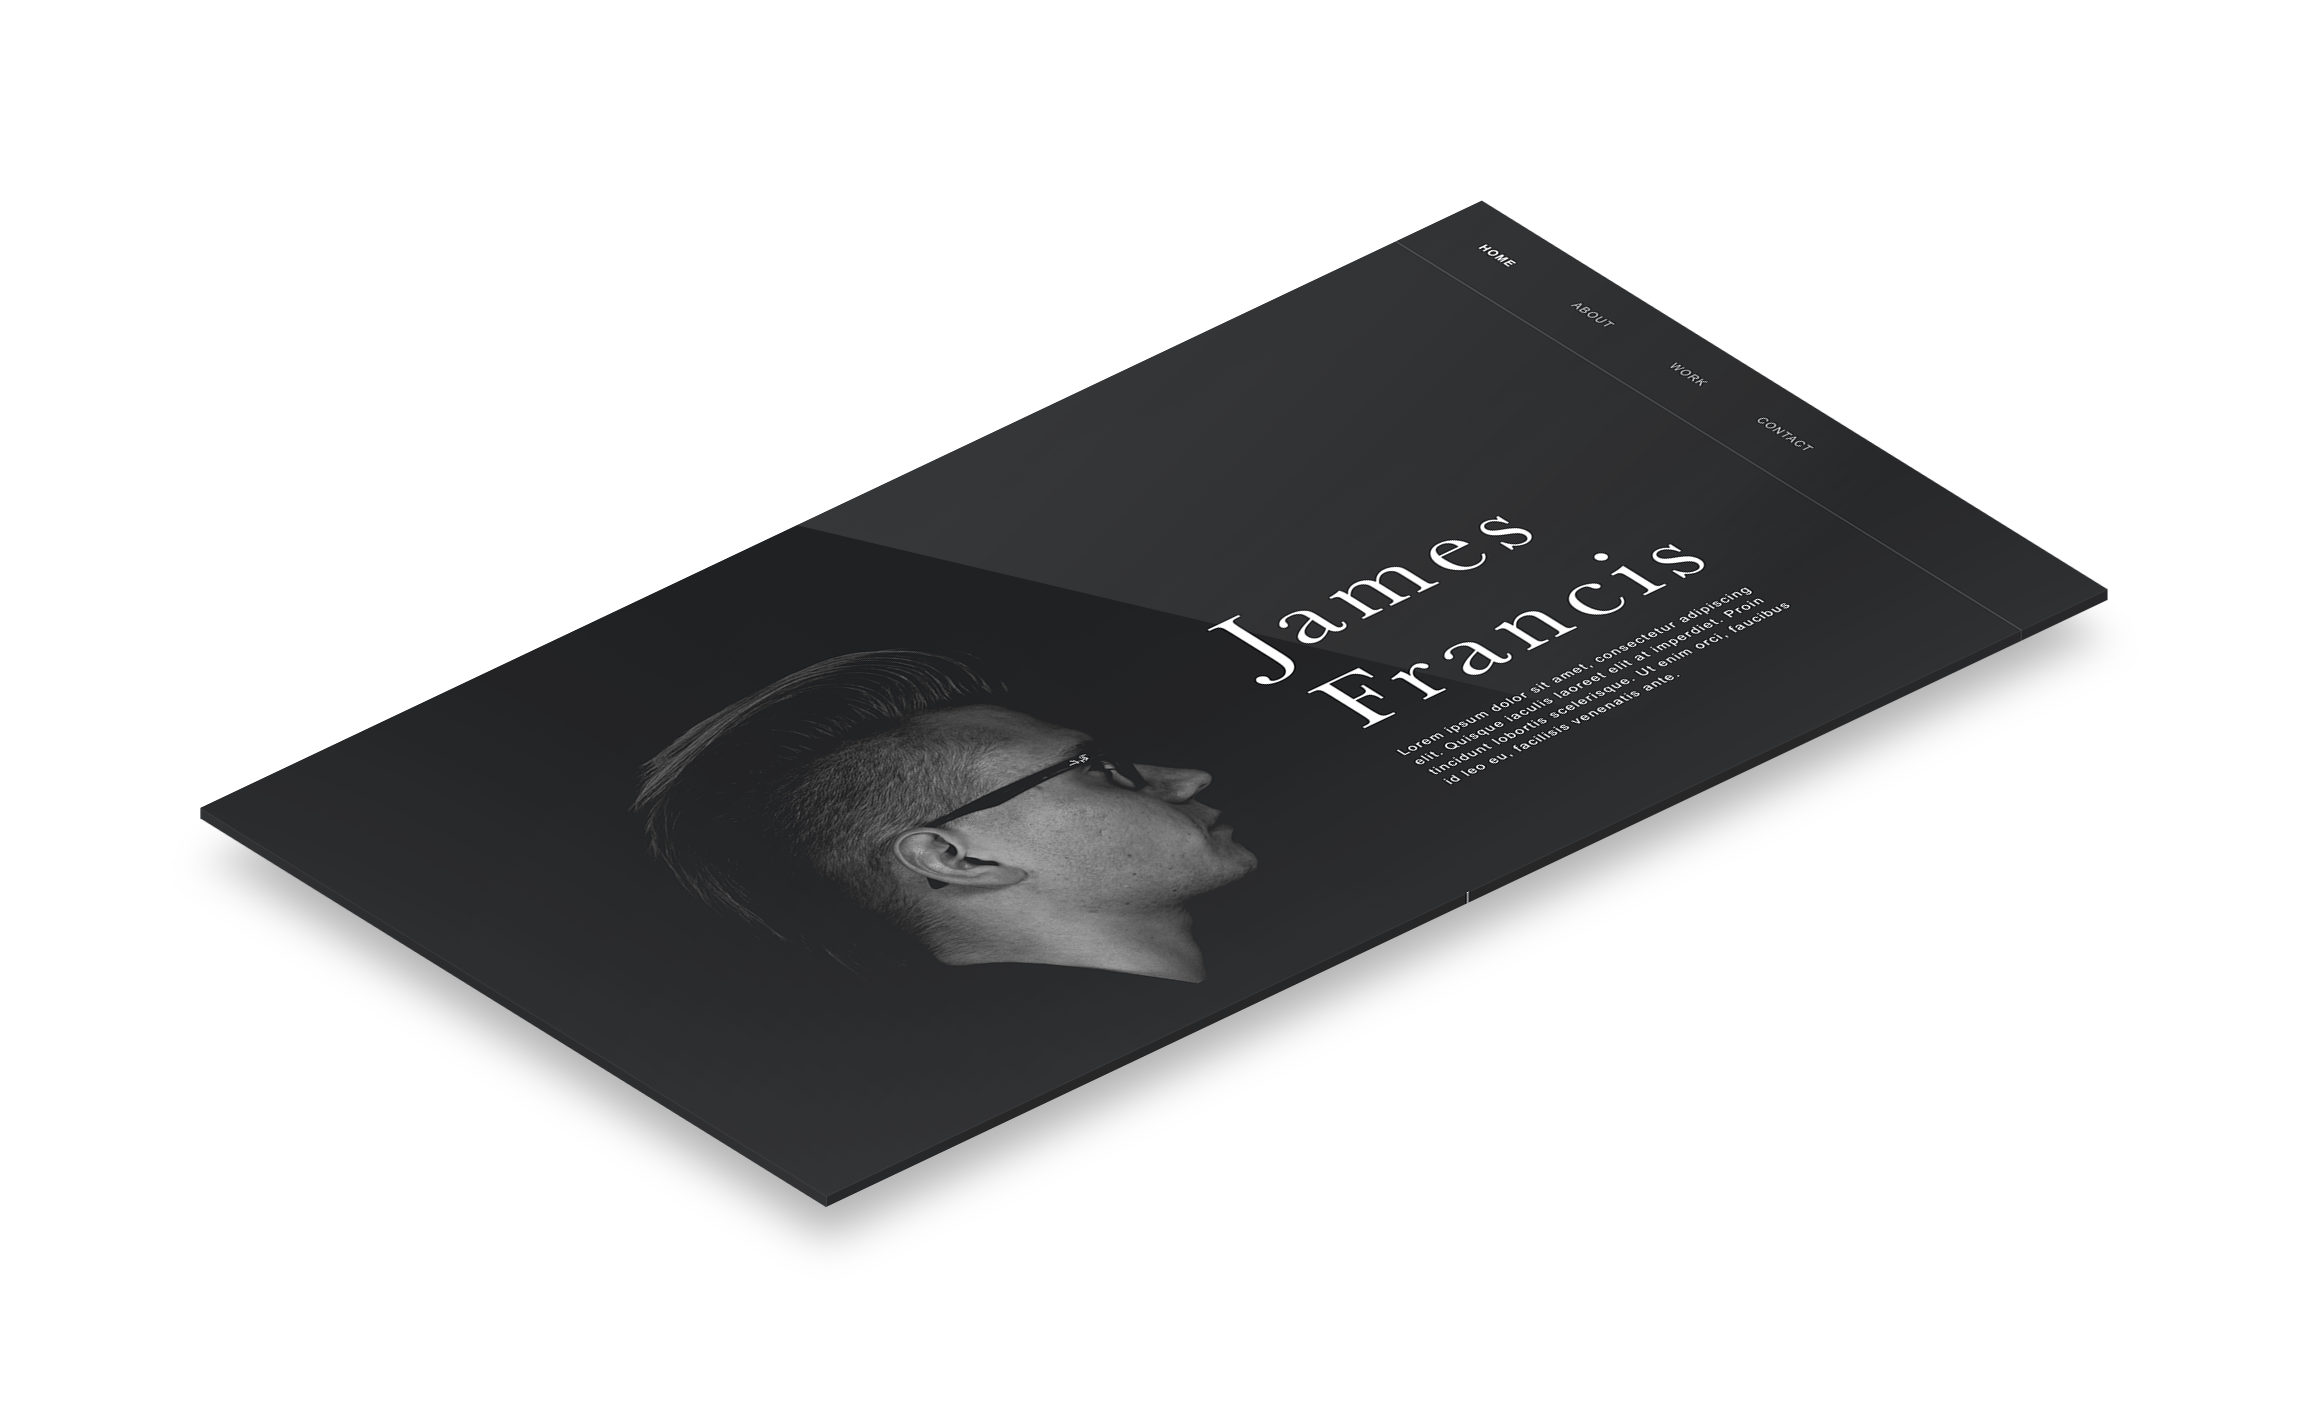 HOME
ABOUT
WORK
CONTACT
James
Francis
Lorem ipsum dolor sit amet, consectetur adipiscing
elit. Quisque iaculis laoreet elit at imperdiet. Proin
tincidunt lobortis scelerisque. Ut enim orci, faucibus
id leo eu, facilisis venenatis ante.